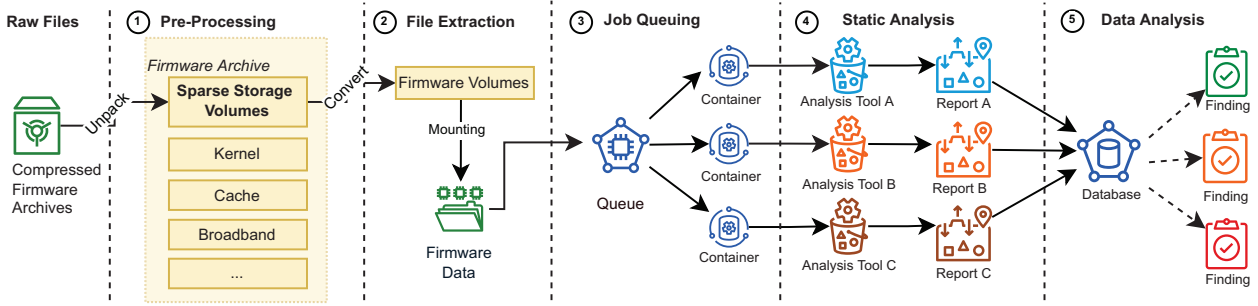 Raw Files
Compressed
Firmware
Archives
Unpack
1 Pre-Processing
Firmware Archive
Sparse Storage
Volumes
Kernel
Cache
Broadband
...
Convert
2 File Extraction
Firmware Volumes
Mounting
Firmware
Data
3 Job Queuing
Queue
Container
Container
Container
4 Static Analysis
Analysis Tool A
Report A
Analysis Tool B
Report B
Analysis Tool C
Report C
5 Data Analysis
Database
Finding
Finding
Finding